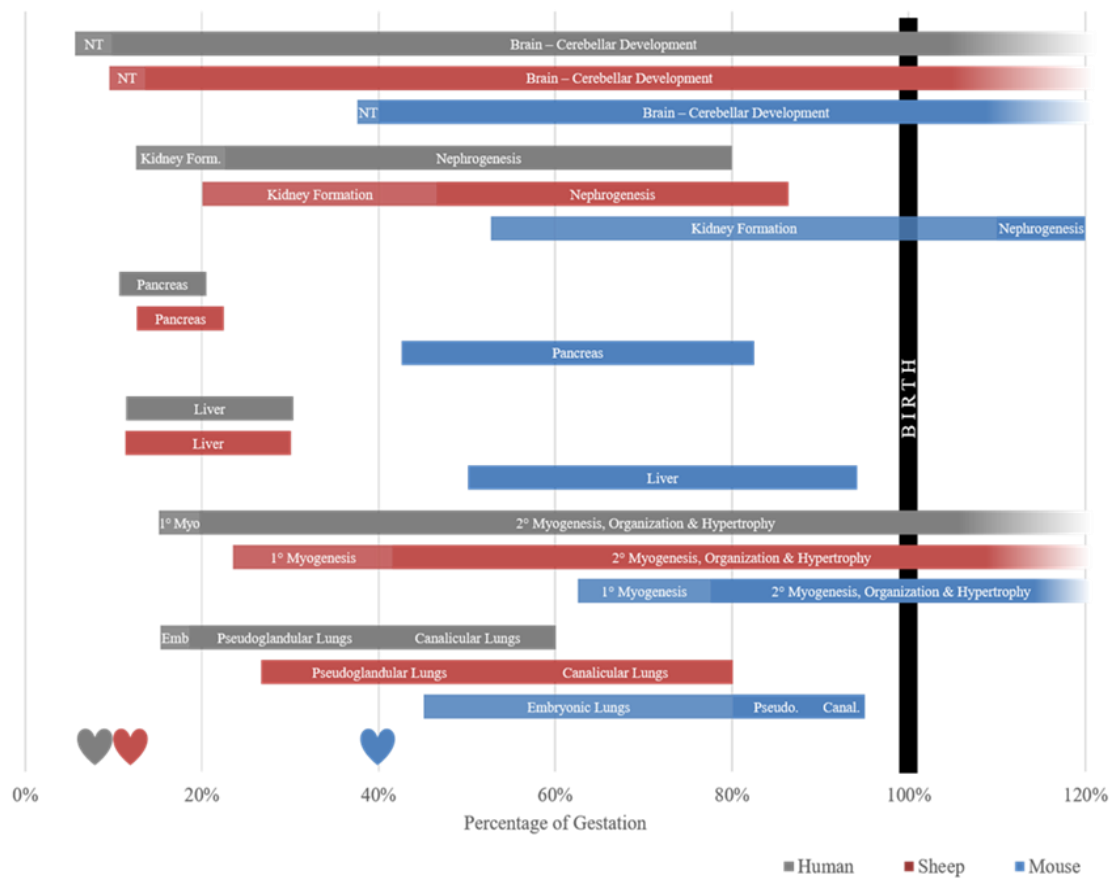 NT Brain – Cerebellar Development
NT Brain – Cerebellar Development
NT Brain – Cerebellar Development
Kidney Form. Nephrogenesis
Kidney Formation Nephrogenesis
Kidney Formation Nephrogenesis
Pancreas
Pancreas
Pancreas
BIRTH
Liver
Liver
Liver
1° Myo 2° Myogenesis, Organization & Hypertrophy
1° Myogenesis 2° Myogenesis, Organization & Hypertrophy
1° Myogenesis 2° Myogenesis, Organization & Hypertrophy
Emb Pseudoglandular Lungs Canalicular Lungs
Pseudoglandular Lungs Canalicular Lungs
Embryonic Lungs Pseudo. Canal.
0% 20% 40% 60% 80% 100% 120%
Percentage of Gestation
Human Sheep Mouse